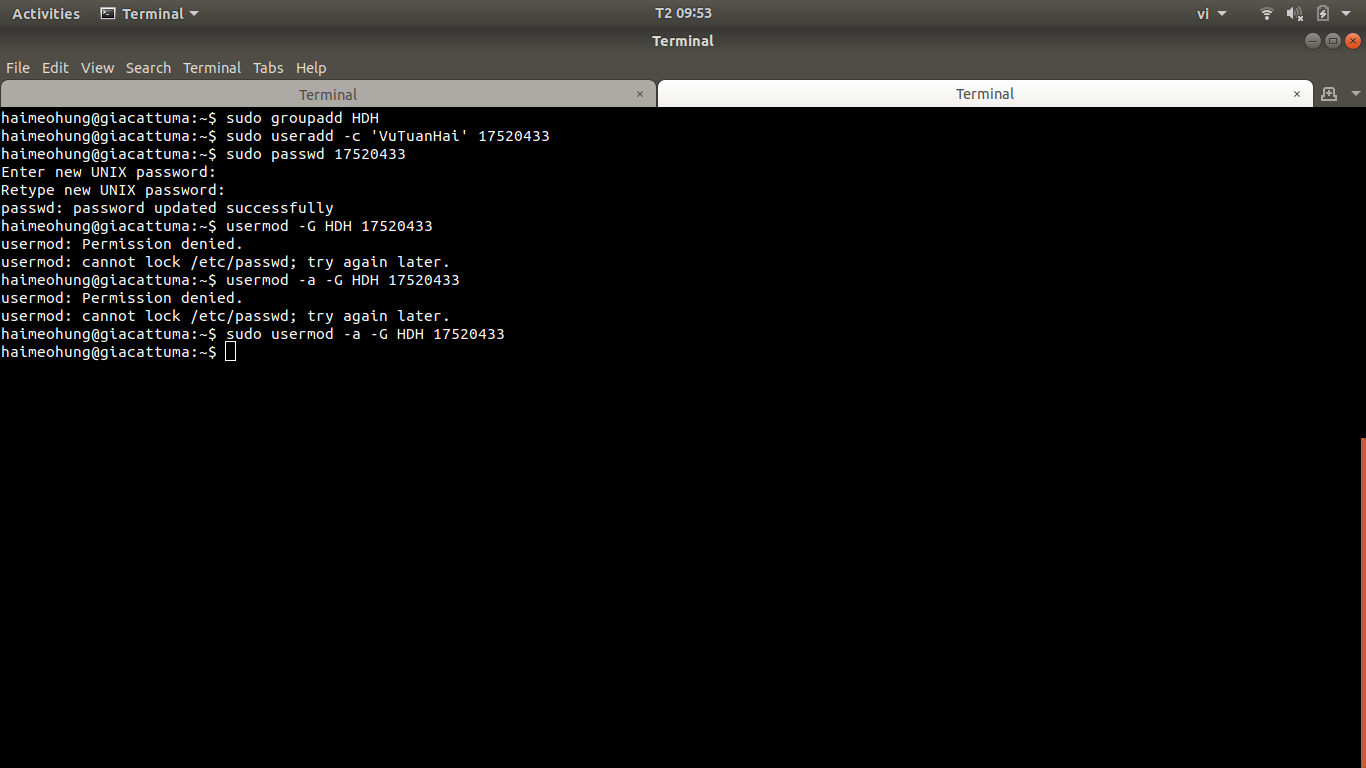 Activities Terminal T2 09:53 vi
Terminal
File Edit View Search Terminal Tabs Help
Terminal × Terminal ×
haimeohung@giacattuma:~$ sudo groupadd HDH
haimeohung@giacattuma:~$ sudo useradd -c 'VuTuanHai' 17520433
haimeohung@giacattuma:~$ sudo passwd 17520433
Enter new UNIX password:
Retype new UNIX password:
passwd: password updated successfully
haimeohung@giacattuma:~$ usermod -G HDH 17520433
usermod: Permission denied.
usermod: cannot lock /etc/passwd; try again later.
haimeohung@giacattuma:~$ usermod -a -G HDH 17520433
usermod: Permission denied.
usermod: cannot lock /etc/passwd; try again later.
haimeohung@giacattuma:~$ sudo usermod -a -G HDH 17520433
haimeohung@giacattuma:~$